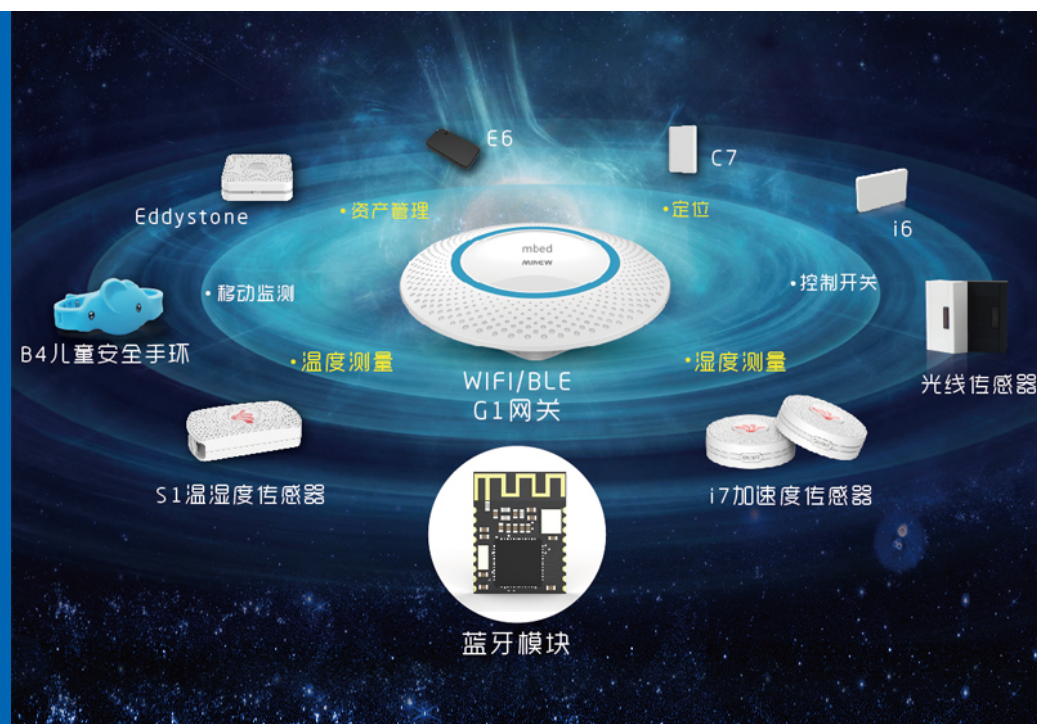 E6
C7
Eddystone
•资产管理
•定位
i6
mbed
MINEW
•移动监测
•控制开关
B4儿童安全手环
•温度测量
•湿度测量
WIFI/BLE
G1网关
光线传感器
S1温湿度传感器
i7加速度传感器
蓝牙模块